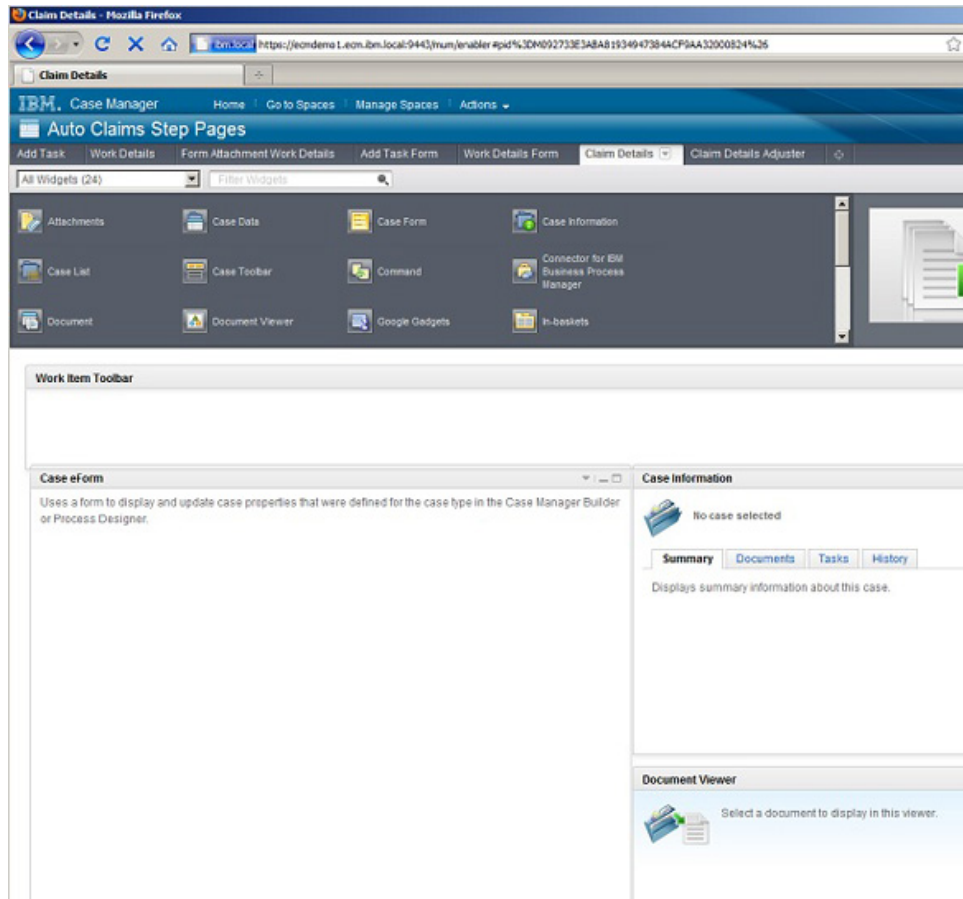 Claim Details - Mozilla Firefox
ibm.local https://ecmdemo1.ecm.ibm.local:9443/mum/enabler#pid%3DM092733E3A8A81934947384ACF9AA32000824%26
Claim Details
IBM. Case Manager Home Go to Spaces Manage Spaces Actions
Auto Claims Step Pages
Add Task Work Details Form Attachment Work Details Add Task Form Work Details Form Claim Details Claim Details Adjuster
All Widgets (24) Filter Widgets
Attachments Case Data Case Form Case Information
Case List Case Toolbar Command Connector for IBM
Business Process
Manager
Document Document Viewer Google Gadgets In-baskets
Work Item Toolbar
Case eForm
Uses a form to display and update case properties that were defined for the case type in the Case Manager Builder
or Process Designer.
Case Information
No case selected
Summary Documents Tasks History
Displays summary information about this case.
Document Viewer
Select a document to display in this viewer.